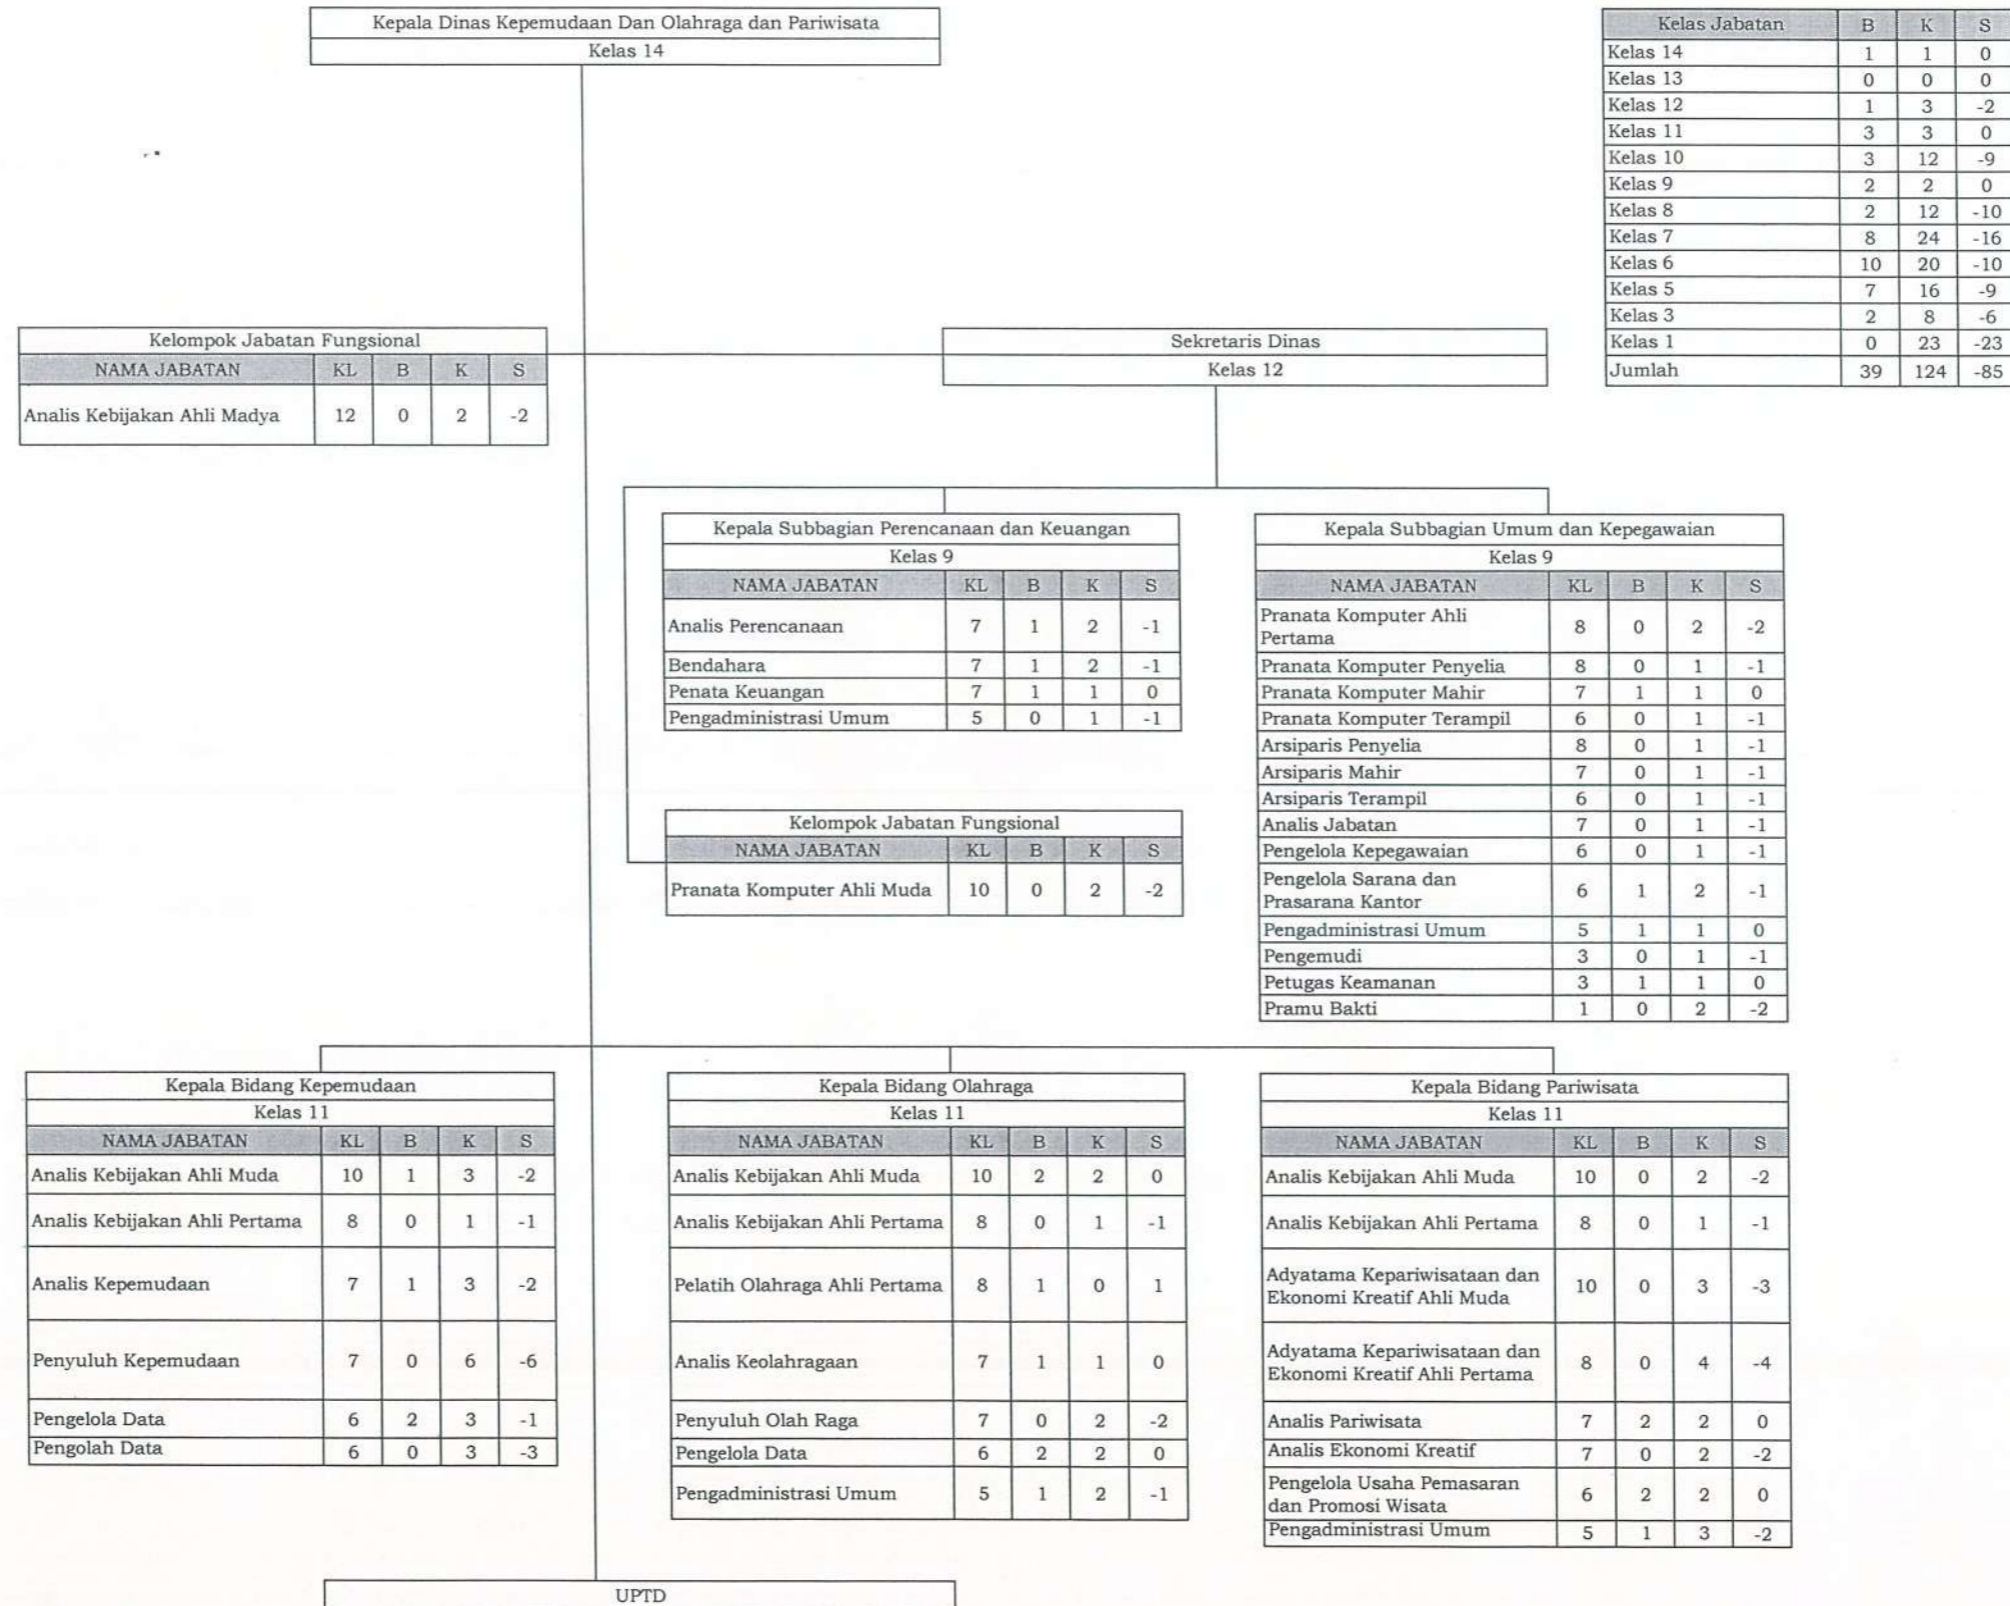 Kepala Dinas Kepemudaan Dan Olahraga dan Pariwisata
Kelas 14
Kelas Jabatan B K S
Kelas 14 1 1 0
Kelas 13 0 0 0
Kelas 12 1 3 -2
Kelas 11 3 3 0
Kelas 10 3 12 -9
Kelas 9 2 2 0
Kelas 8 2 12 -10
Kelas 7 8 24 -16
Kelas 6 10 20 -10
Kelas 5 7 16 -9
Kelas 3 2 8 -6
Kelas 1 0 23 -23
Jumlah 39 124 -85
Kelompok Jabatan Fungsional
NAMA JABATAN KL B K S
Analis Kebijakan Ahli Madya 12 0 2 -2
Sekretaris Dinas
Kelas 12
Kepala Subbagian Perencanaan dan Keuangan
Kelas 9
NAMA JABATAN KL B K S
Analis Perencanaan 7 1 2 -1
Bendahara 7 1 2 -1
Penata Keuangan 7 1 1 0
Pengadministrasi Umum 5 0 1 -1
Kelompok Jabatan Fungsional
NAMA JABATAN KL B K S
Pranata Komputer Ahli Muda 10 0 2 -2
Kepala Subbagian Umum dan Kepegawaian
Kelas 9
NAMA JABATAN KL B K S
Pranata Komputer Ahli
Pertama 8 0 2 -2
Pranata Komputer Penyelia 8 0 1 -1
Pranata Komputer Mahir 7 1 1 0
Pranata Komputer Terampil 6 0 1 -1
Arsiparis Penyelia 8 0 1 -1
Arsiparis Mahir 7 0 1 -1
Arsiparis Terampil 6 0 1 -1
Analis Jabatan 7 0 1 -1
Pengelola Kepegawaian 6 0 1 -1
Pengelola Sarana dan
Prasarana Kantor 6 1 2 -1
Pengadministrasi Umum 5 1 1 0
Pengemudi 3 0 1 -1
Petugas Keamanan 3 1 1 0
Pramu Bakti 1 0 2 -2
Kepala Bidang Kepemudaan
Kelas 11
NAMA JABATAN KL B K S
Analis Kebijakan Ahli Muda 10 1 3 -2
Analis Kebijakan Ahli Pertama 8 0 1 -1
Analis Kepemudaan 7 1 3 -2
Penyuluh Kepemudaan 7 0 6 -6
Pengelola Data 6 2 3 -1
Pengolah Data 6 0 3 -3
Kepala Bidang Olahraga
Kelas 11
NAMA JABATAN KL B K S
Analis Kebijakan Ahli Muda 10 2 2 0
Analis Kebijakan Ahli Pertama 8 0 1 -1
Pelatih Olahraga Ahli Pertama 8 1 0 1
Analis Keolahragaan 7 1 1 0
Penyuluh Olah Raga 7 0 2 -2
Pengelola Data 6 2 2 0
Pengadministrasi Umum 5 1 2 -1
Kepala Bidang Pariwisata
Kelas 11
NAMA JABATAN KL B K S
Analis Kebijakan Ahli Muda 10 0 2 -2
Analis Kebijakan Ahli Pertama 8 0 1 -1
Adyatama Kepariwisataan dan
Ekonomi Kreatif Ahli Muda 10 0 3 -3
Adyatama Kepariwisataan dan
Ekonomi Kreatif Ahli Pertama 8 0 4 -4
Analis Pariwisata 7 2 2 0
Analis Ekonomi Kreatif 7 0 2 -2
Pengelola Usaha Pemasaran
dan Promosi Wisata 6 2 2 0
Pengadministrasi Umum 5 1 3 -2
UPTD